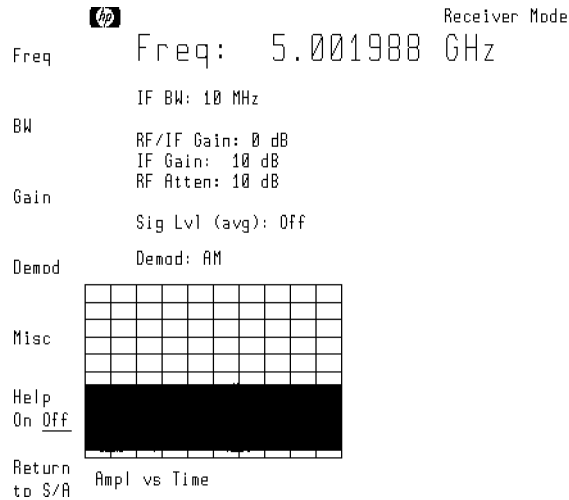 hp
Receiver Mode
Freq: 5.001988 GHz
Freq
IF BW: 10 MHz
BW
RF/IF Gain: 0 dB
IF Gain: 10 dB
RF Atten: 10 dB
Gain
Sig Lvl (avg): Off
Demod: AM
Demod
Misc
Help
On Off
Return
to S/A
Ampl vs Time